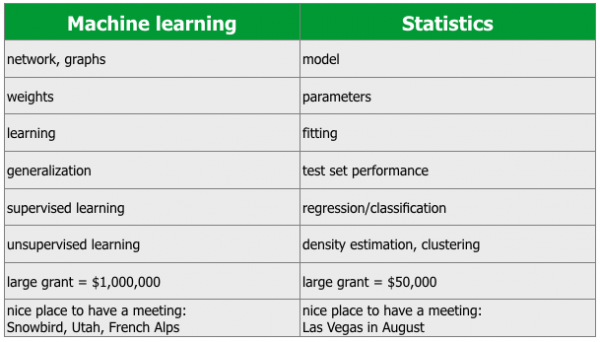 Machine learning Statistics
network, graphs model
weights parameters
learning fitting
generalization test set performance
supervised learning regression/classification
unsupervised learning density estimation, clustering
large grant = $1,000,000 large grant = $50,000
nice place to have a meeting: nice place to have a meeting:
Snowbird, Utah, French Alps Las Vegas in August